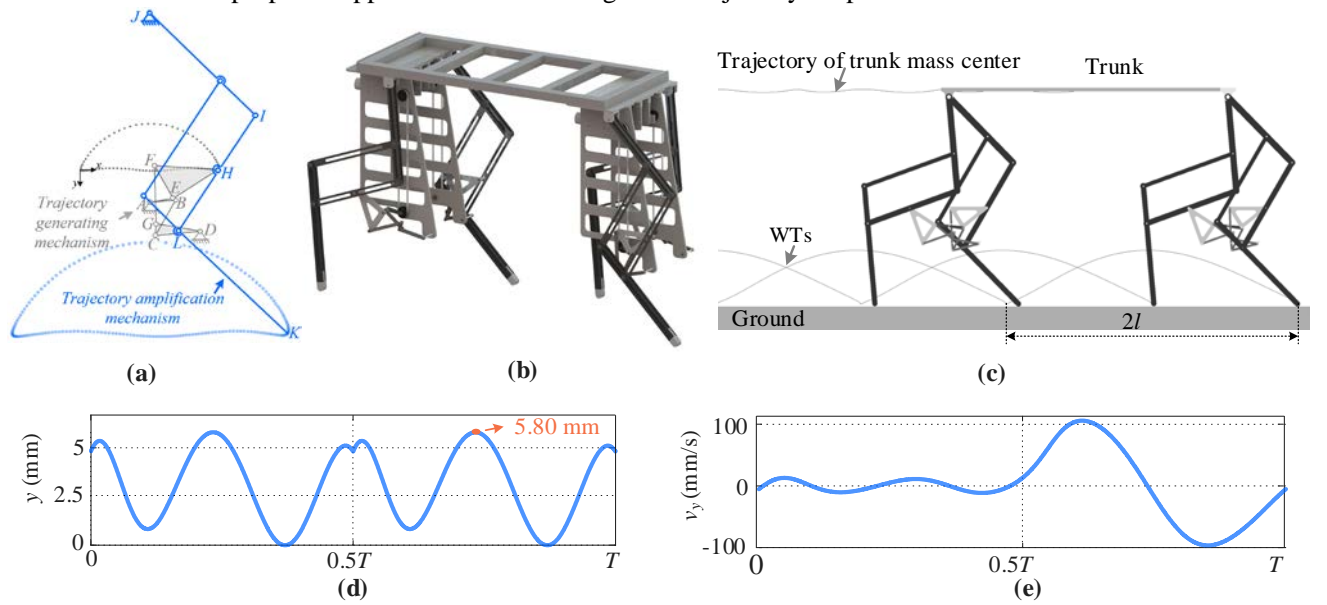 J
I
x
F
H
y
E
A
B
Trajectory
generating
mechanism
G
C
L
D
Trajectory amplification
mechanism
K
(a)
(b)
Trajectory of trunk mass center
Trunk
WTs
Ground
2l
(c)
y (mm)
5
2.5
0
5.80 mm
0
0.5T
T
(d)
v_y (mm/s)
100
0
-100
0
0.5T
T
(e)